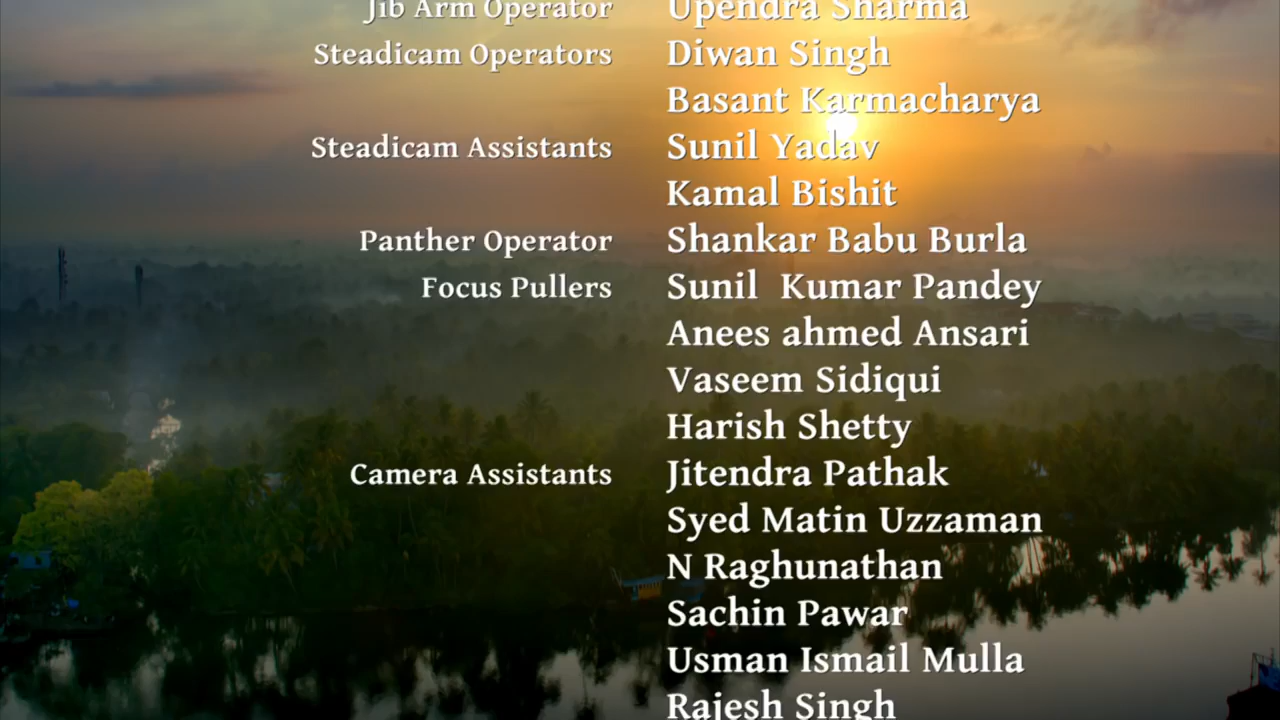 Jib Arm Operator Upendra Sharma
Steadicam Operators Diwan Singh
Basant Karmacharya
Steadicam Assistants Sunil Yadav
Kamal Bishit
Panther Operator Shankar Babu Burla
Focus Pullers Sunil  Kumar Pandey
Anees ahmed Ansari
Vaseem Sidiqui
Harish Shetty
Camera Assistants Jitendra Pathak
Syed Matin Uzzaman
N Raghunathan
Sachin Pawar
Usman Ismail Mulla
Rajesh Singh